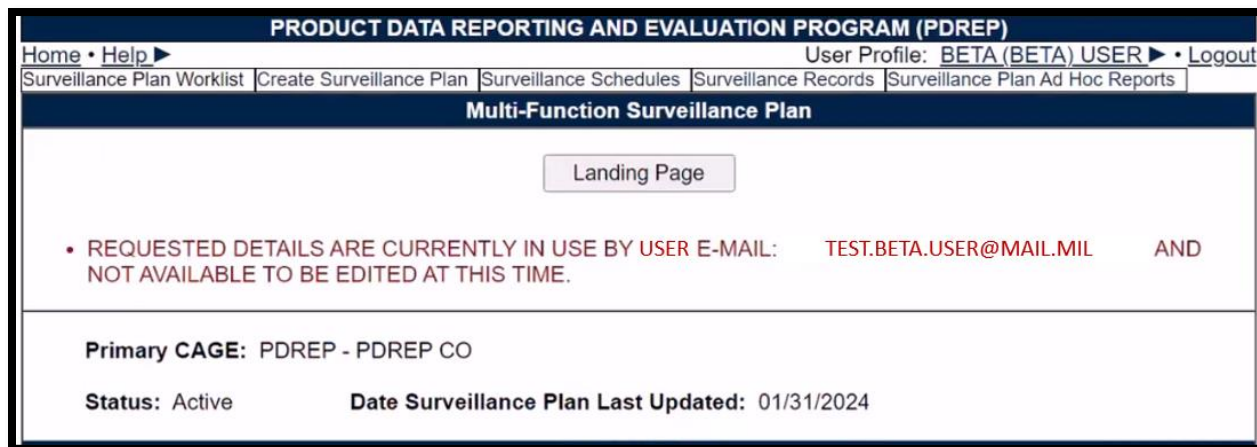 PRODUCT DATA REPORTING AND EVALUATION PROGRAM (PDREP)
Home • Help ▶ User Profile: BETA (BETA) USER ▶ • Logout
Surveillance Plan Worklist Create Surveillance Plan Surveillance Schedules Surveillance Records Surveillance Plan Ad Hoc Reports
Multi-Function Surveillance Plan
Landing Page
• REQUESTED DETAILS ARE CURRENTLY IN USE BY USER E-MAIL: TEST.BETA.USER@MAIL.MIL AND
NOT AVAILABLE TO BE EDITED AT THIS TIME.
Primary CAGE: PDREP - PDREP CO
Status: Active Date Surveillance Plan Last Updated: 01/31/2024